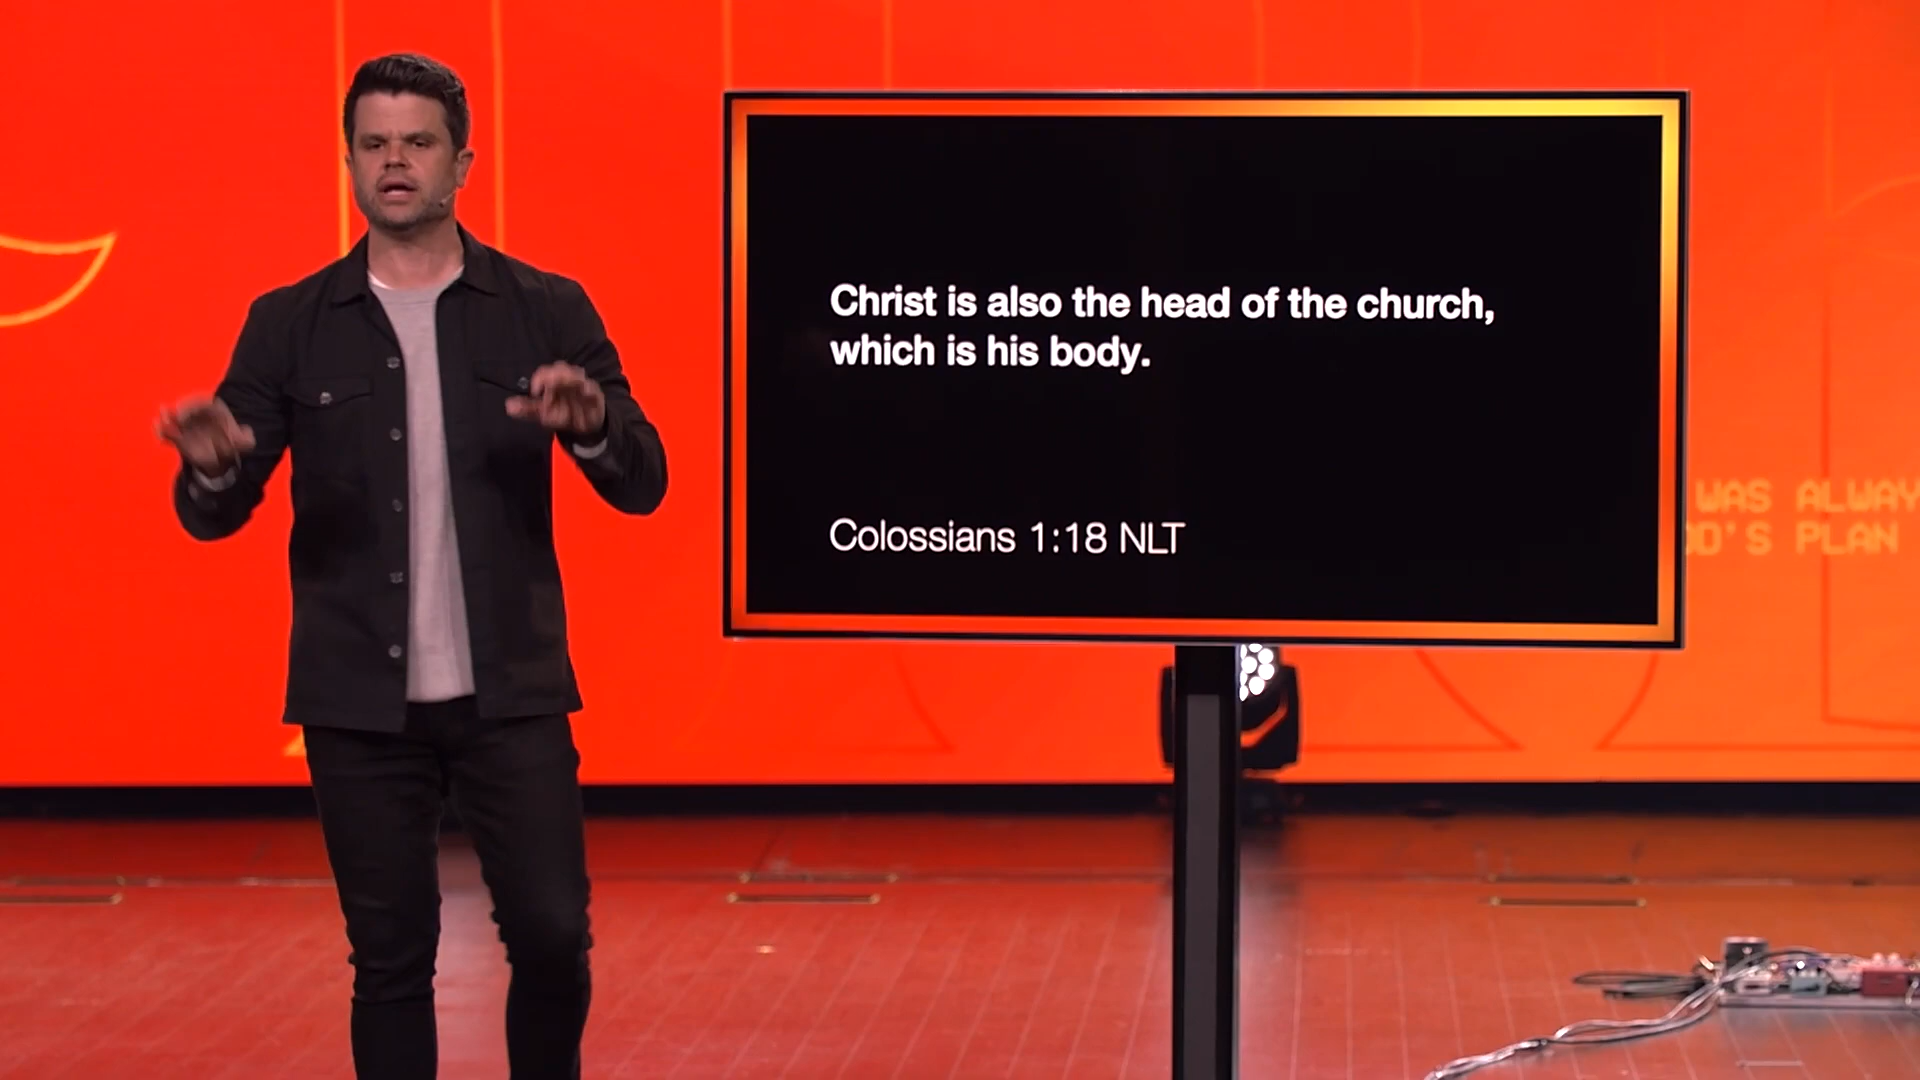 Christ is also the head of the church,
which is his body.
Colossians 1:18 NLT
WAS ALWAY
D'S PLAN